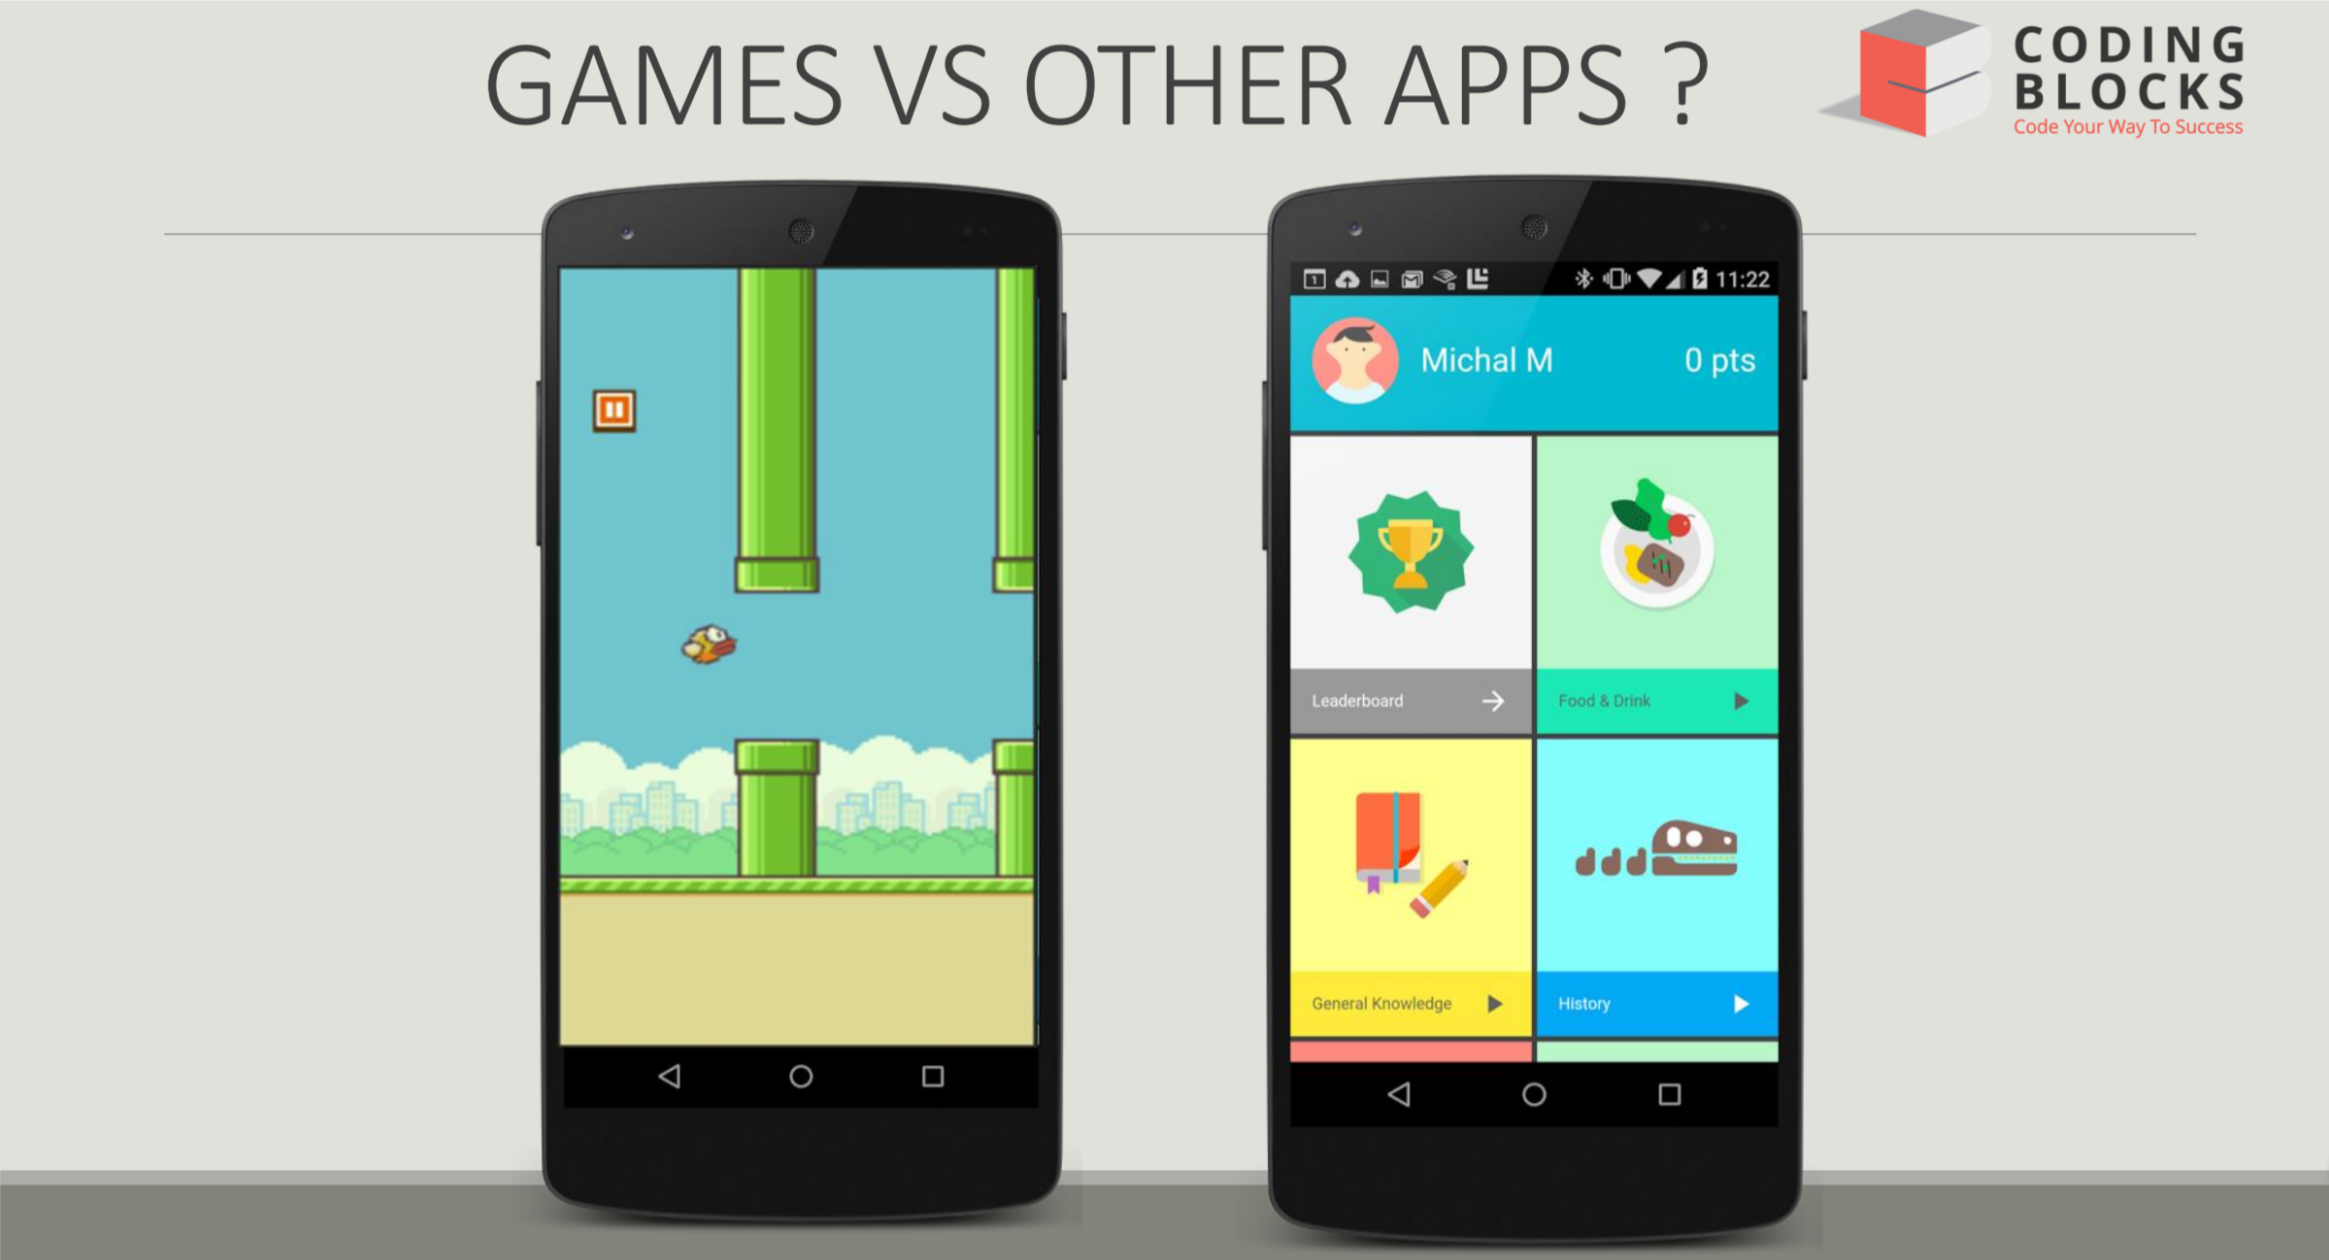 GAMES VS OTHER APPS ?
CODING
BLOCKS
Code Your Way To Success
1
11:22
Michal M
0 pts
Leaderboard
Food & Drink
General Knowledge
History